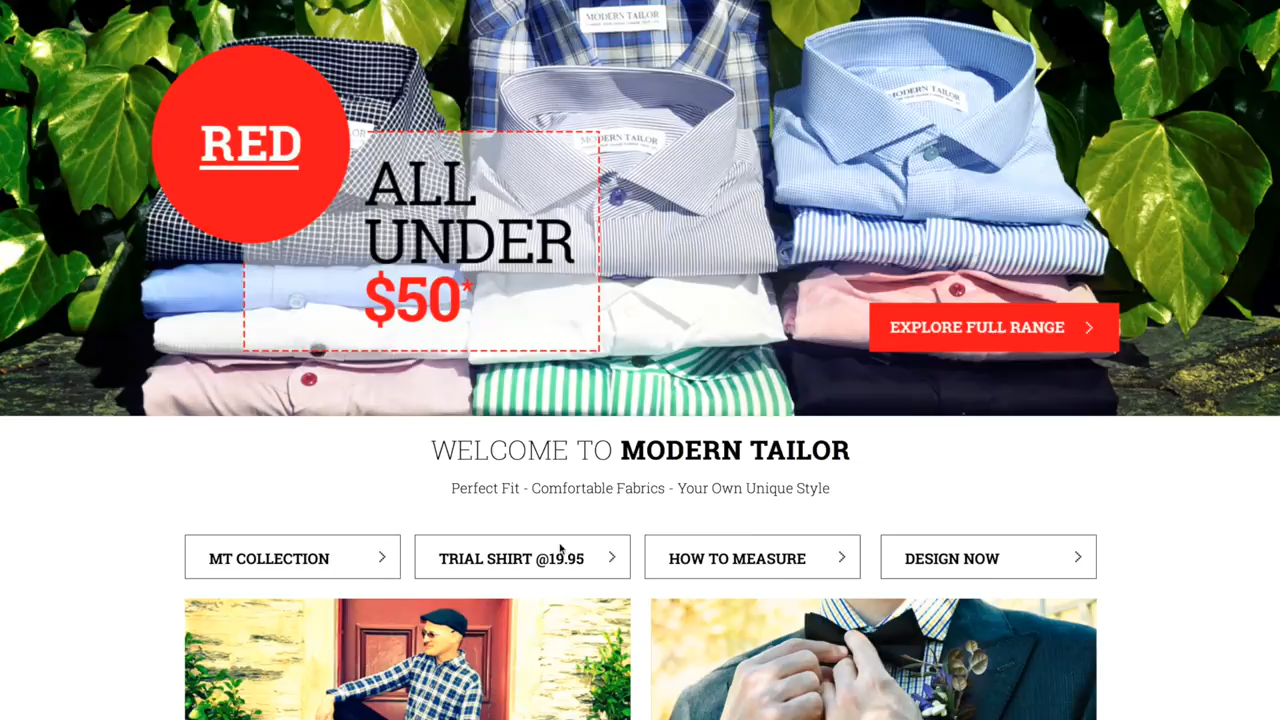 MODERN TAILOR
MODERN TAILOR
MODERN TAILOR
RED
ALL
UNDER
$50*
EXPLORE FULL RANGE
WELCOME TO MODERN TAILOR
Perfect Fit - Comfortable Fabrics - Your Own Unique Style
MT COLLECTION
TRIAL SHIRT @19.95
HOW TO MEASURE
DESIGN NOW